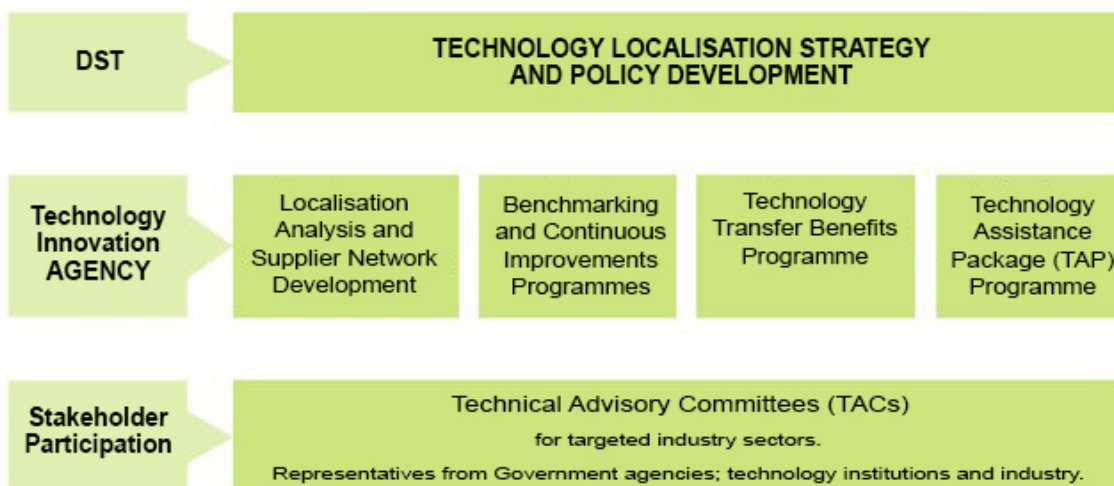 DST
TECHNOLOGY LOCALISATION STRATEGY
AND POLICY DEVELOPMENT
Technology
Innovation
AGENCY
Localisation
Analysis and
Supplier Network
Development
Benchmarking
and Continuous
Improvements
Programmes
Technology
Transfer Benefits
Programme
Technology
Assistance
Package (TAP)
Programme
Stakeholder
Participation
Technical Advisory Committees (TACs)
for targeted industry sectors.
Representatives from Government agencies; technology institutions and industry.